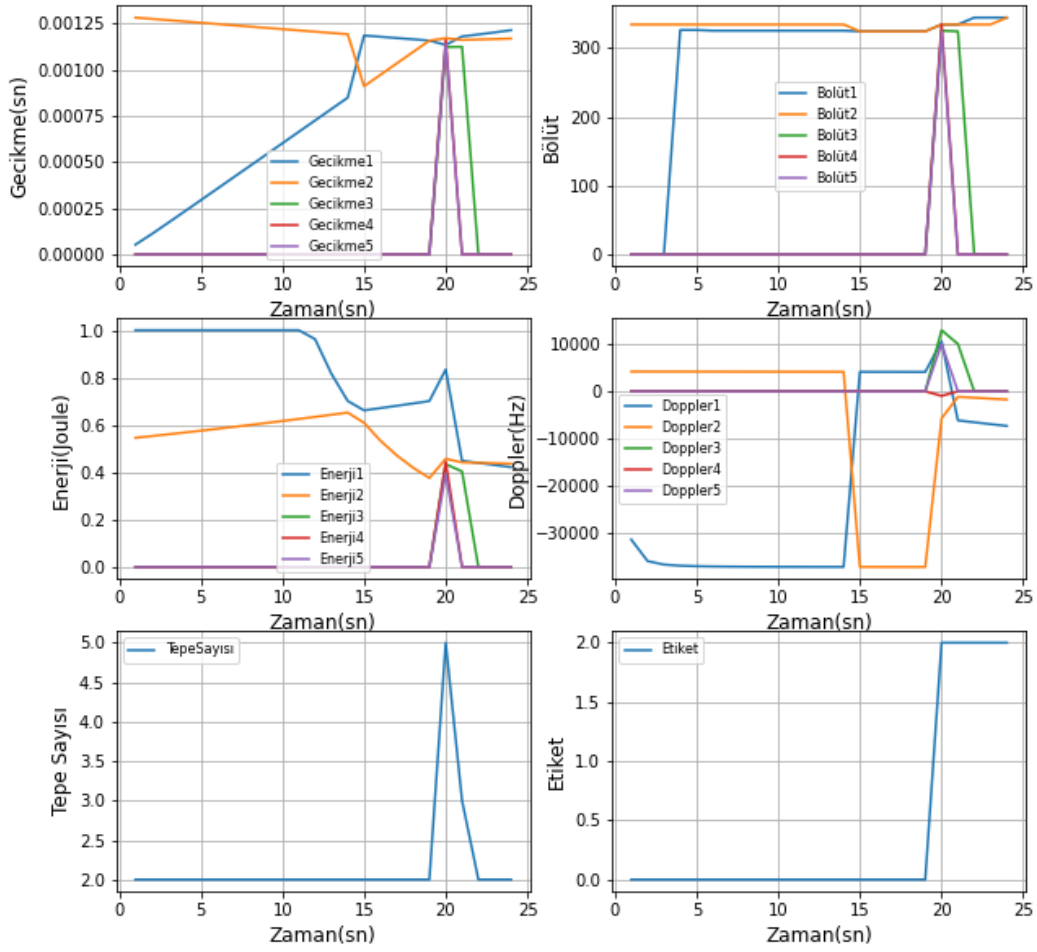 0.00125
0.00100
0.00075
0.00050
0.00025
0.00000
Gecikme(sn)
Gecikme1
Gecikme2
Gecikme3
Gecikme4
Gecikme5
0 5 10 15 20 25
Zaman(sn)
300
200
100
0
Bölüt
Bolüt1
Bolüt2
Bolüt3
Bolüt4
Bolüt5
0 5 10 15 20 25
Zaman(sn)
1.0
0.8
0.6
0.4
0.2
0.0
Enerji(Joule)
Enerji1
Enerji2
Enerji3
Enerji4
Enerji5
0 5 10 15 20 25
Zaman(sn)
10000
0
−10000
−20000
−30000
Doppler(Hz)
Doppler1
Doppler2
Doppler3
Doppler4
Doppler5
0 5 10 15 20 25
Zaman(sn)
5.0
4.5
4.0
3.5
3.0
2.5
2.0
Tepe Sayısı
TepeSayısı
0 5 10 15 20 25
Zaman(sn)
2.0
1.5
1.0
0.5
0.0
Etiket
Etiket
0 5 10 15 20 25
Zaman(sn)